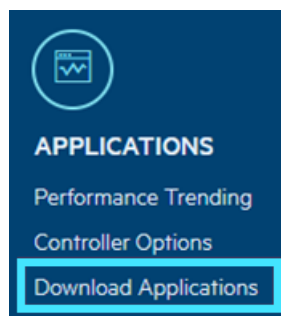 APPLICATIONS
Performance Trending
Controller Options
Download Applications